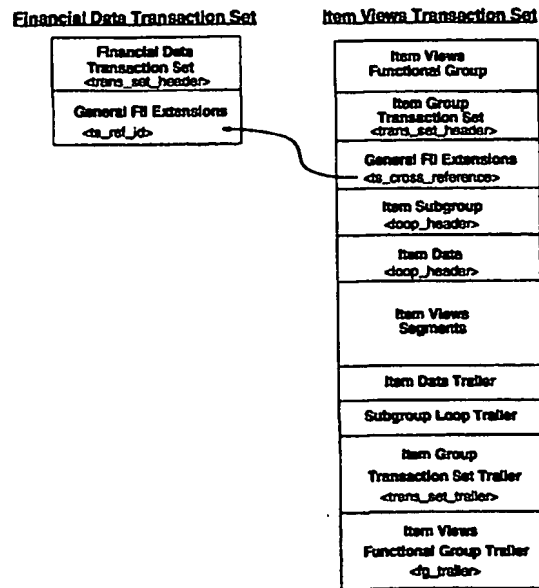 Financial Data Transaction Set
Financial Data
Transaction Set
<trans_set_header>
General FII Extensions
<ts_ref_id>
Item Views Transaction Set
Item Views
Functional Group
Item Group
Transaction Set
<trans_set_header>
General FII Extensions
<ts_cross_reference>
Item Subgroup
<loop_header>
Item Data
<loop_header>
Item Views
Segments
Item Data Trailer
Subgroup Loop Trailer
Item Group
Transaction Set Trailer
<trans_set_trailer>
Item Views
Functional Group Trailer
<fg_trailer>